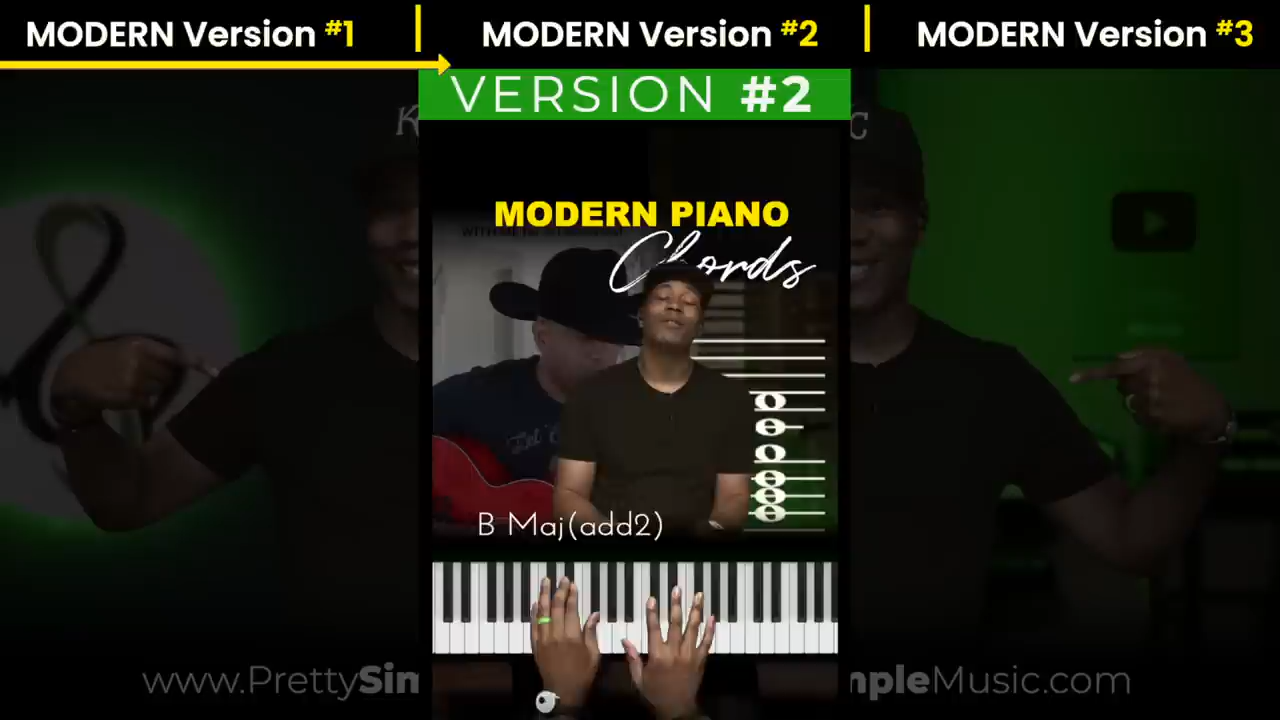 MODERN Version #1
MODERN Version #2
MODERN Version #3
VERSION #2
MODERN PIANO
Chords
B Maj(add2)
www.PrettySim
mpleMusic.com